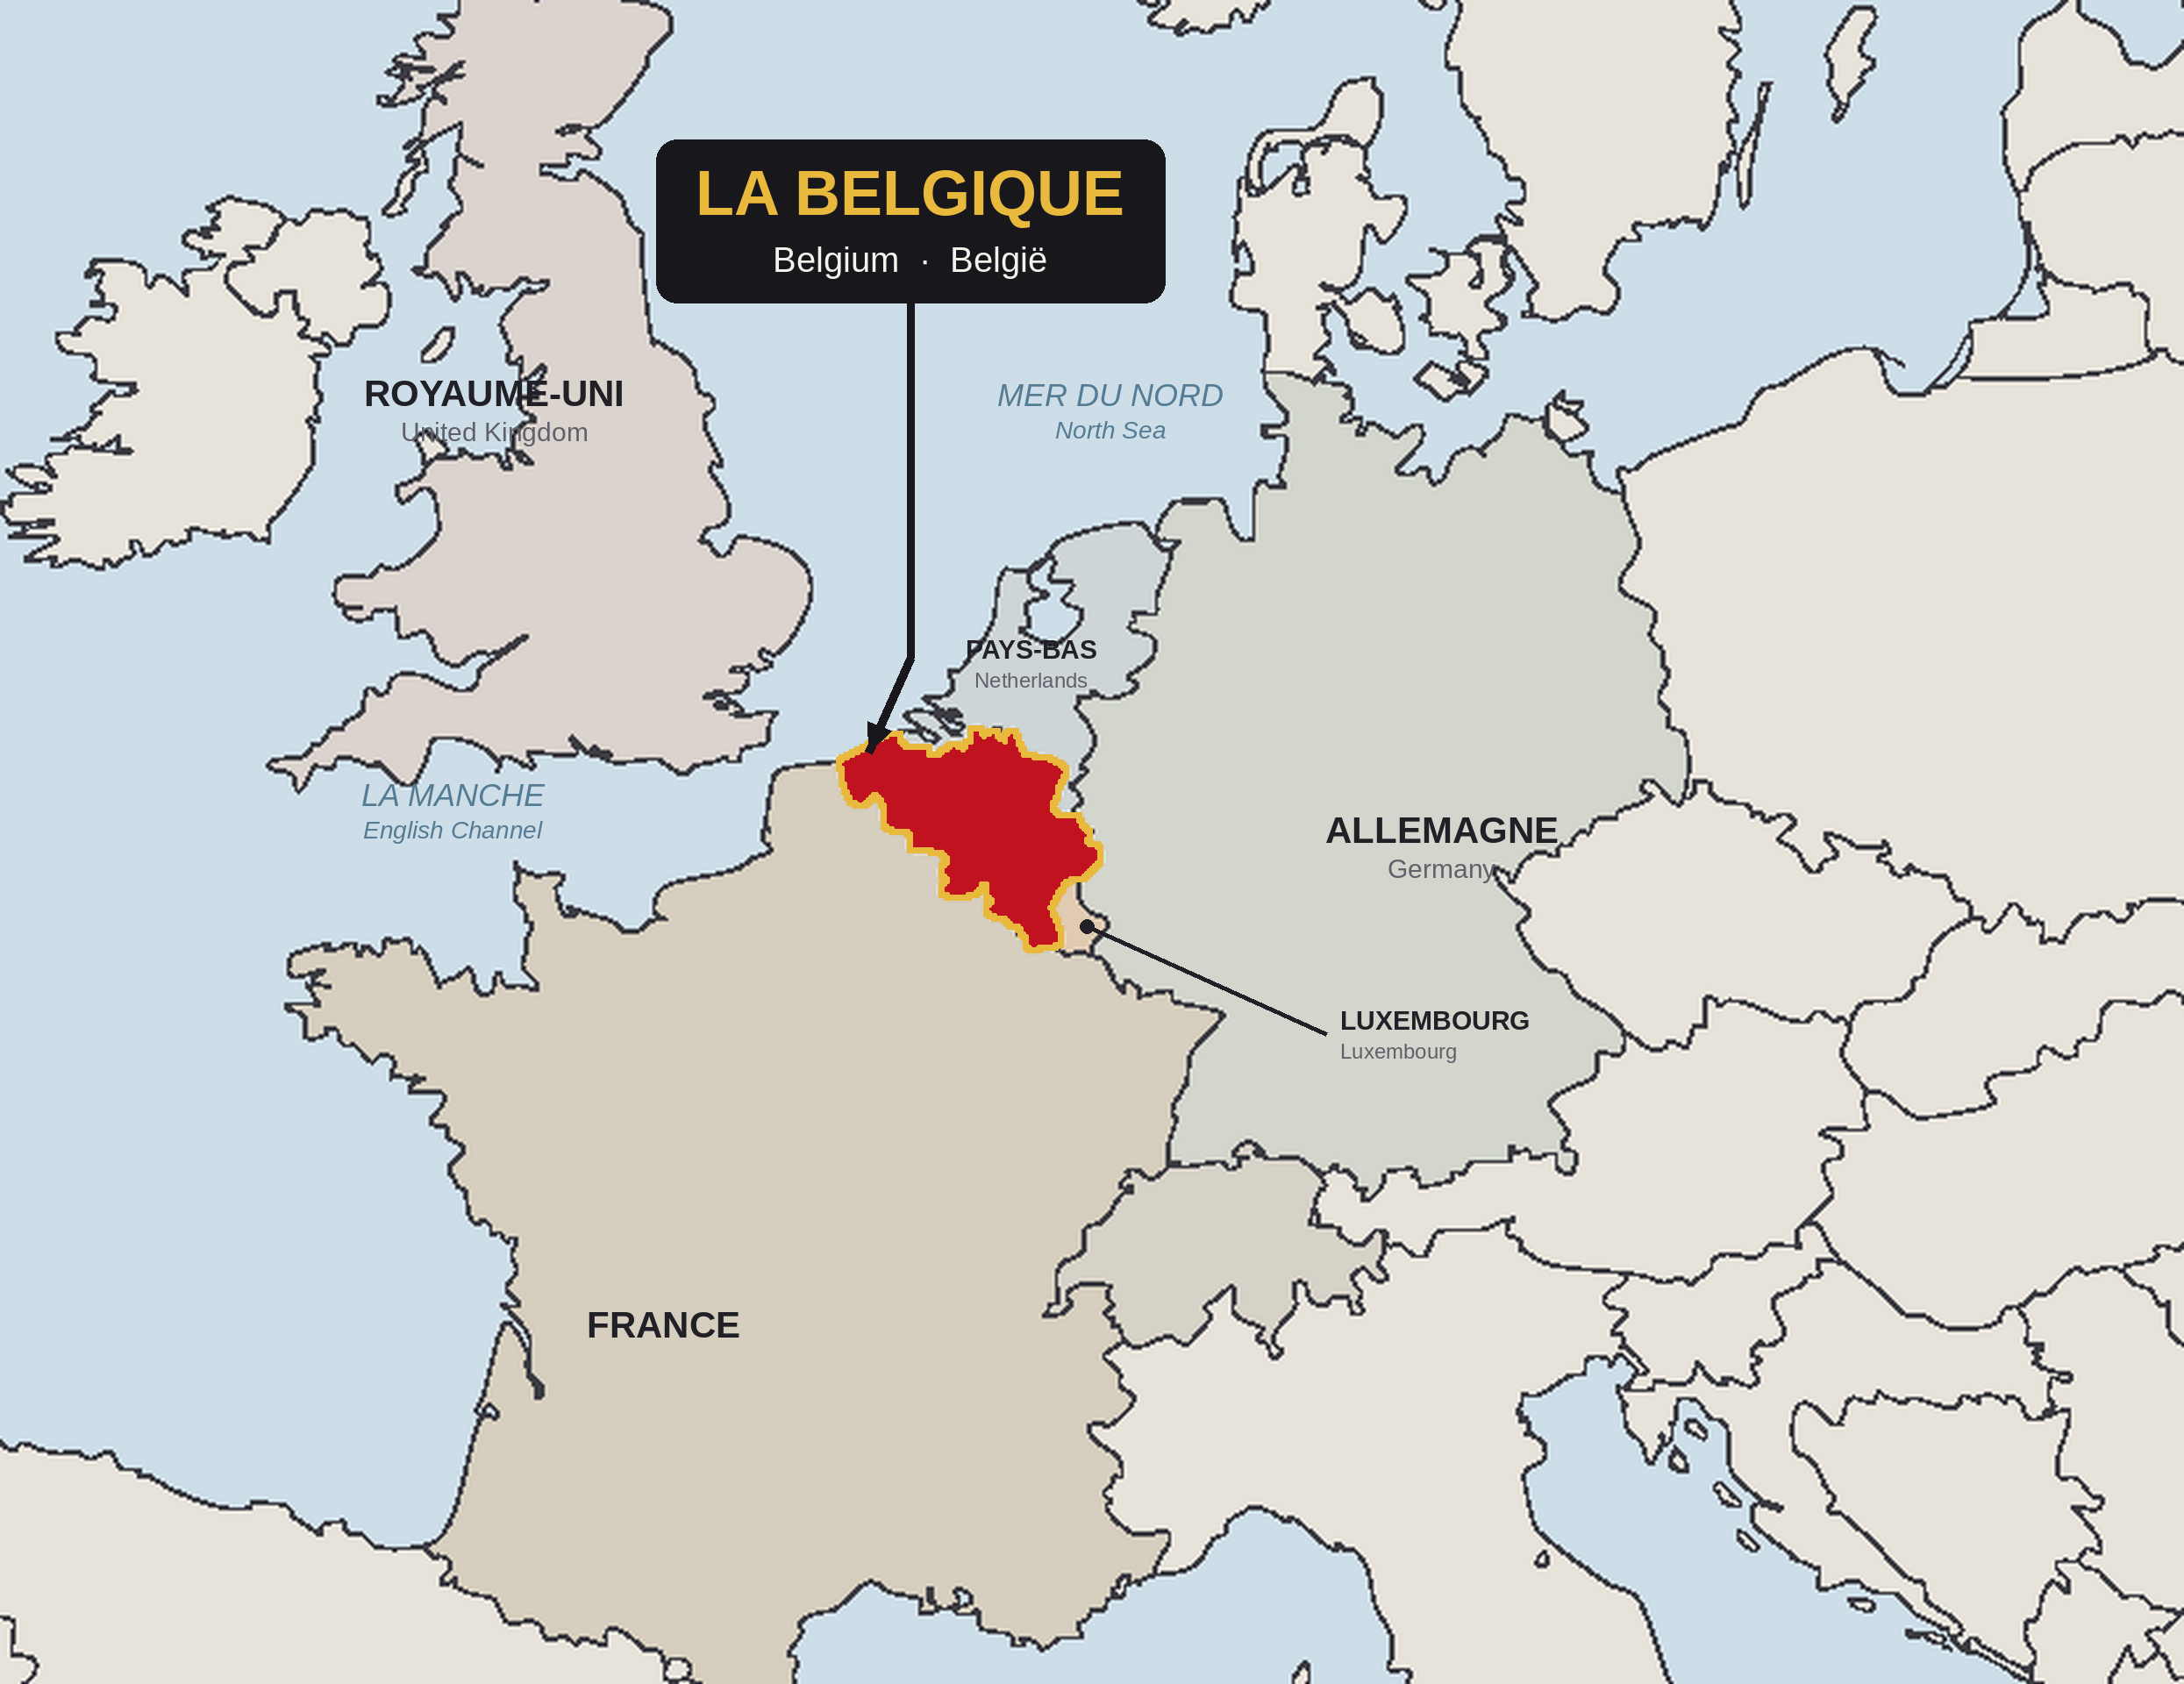 LA BELGIQUE
Belgium · België
ROYAUME-UNI
United Kingdom
MER DU NORD
North Sea
PAYS-BAS
Netherlands
LA MANCHE
English Channel
ALLEMAGNE
Germany
LUXEMBOURG
Luxembourg
FRANCE